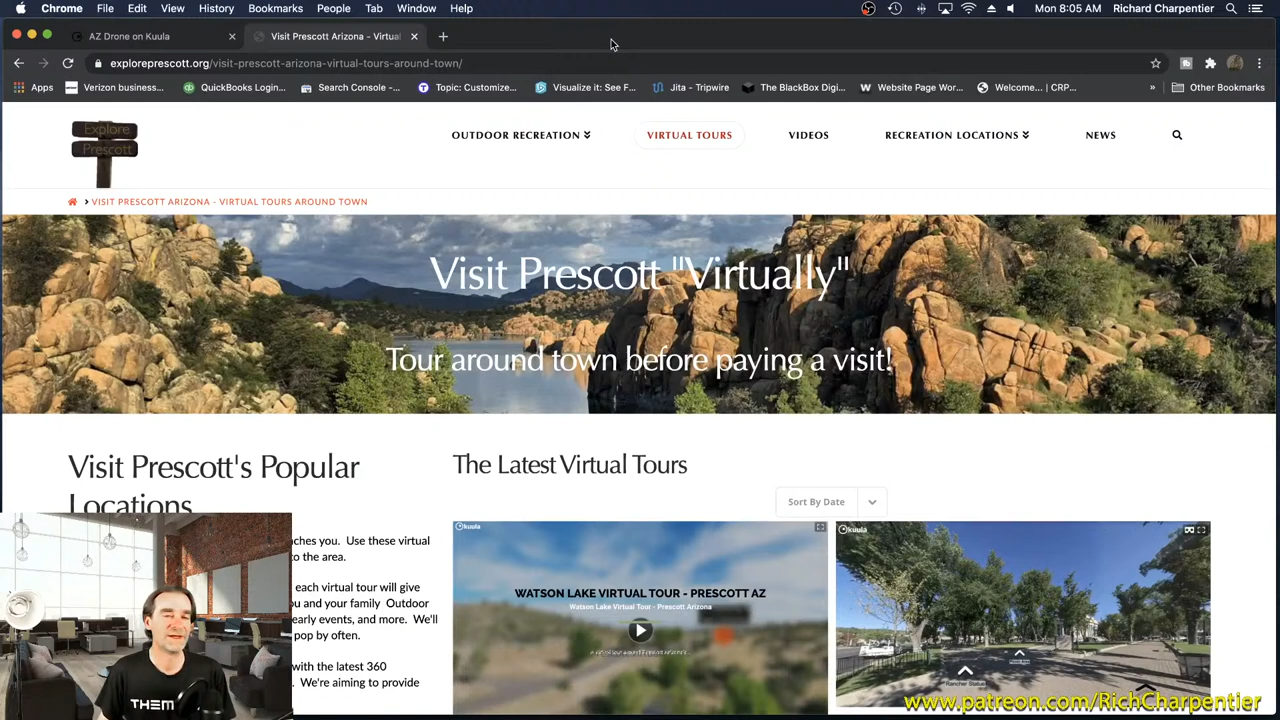 Chrome File Edit View History Bookmarks People Tab Window Help Mon 8:05 AM Richard Charpentier
AZ Drone on Kuula Visit Prescott Arizona - Virtual
exploreprescott.org/visit-prescott-arizona-virtual-tours-around-town/
Apps Verizon business... QuickBooks Login... Search Console -... Topic: Customize... Visualize it: See F... Jita - Tripwire The BlackBox Digi... Website Page Wor... Welcome... | CRP... » Other Bookmarks
Explore
Prescott
OUTDOOR RECREATION VIRTUAL TOURS VIDEOS RECREATION LOCATIONS NEWS
VISIT PRESCOTT ARIZONA - VIRTUAL TOURS AROUND TOWN
Visit Prescott "Virtually"
Tour around town before paying a visit!
Visit Prescott's Popular
Locations
The Latest Virtual Tours
Sort By Date
aches you. Use these virtual
to the area.
each virtual tour will give
ou and your family Outdoor
early events, and more. We'll
pop by often.
with the latest 360
. We're aiming to provide
kuula
WATSON LAKE VIRTUAL TOUR - PRESCOTT AZ
Watson Lake Virtual Tour - Prescott Arizona
kuula
THEM
www.patreon.com/RichCharpentier